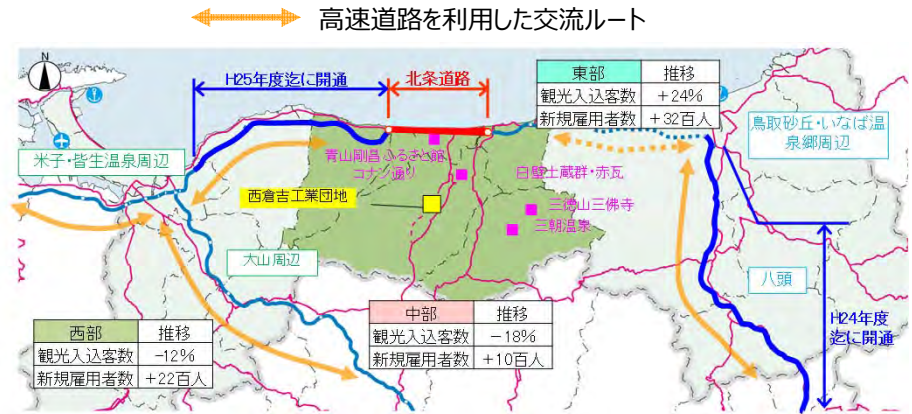 高速道路を利用した交流ルート
N
H25年度迄に開通
北条道路
東部 推移
観光入込客数 +24%
新規雇用者数 +32百人
鳥取砂丘・いなば温
泉郷周辺
米子・皆生温泉周辺
青山剛昌ふるさと館
コナン通り
白壁土蔵群・赤瓦
西倉吉工業団地
三徳山三佛寺
三朝温泉
大山周辺
八頭
H24年度
迄に開通
中部 推移
観光入込客数 -18%
新規雇用者数 +10百人
西部 推移
観光入込客数 -12%
新規雇用者数 +22百人